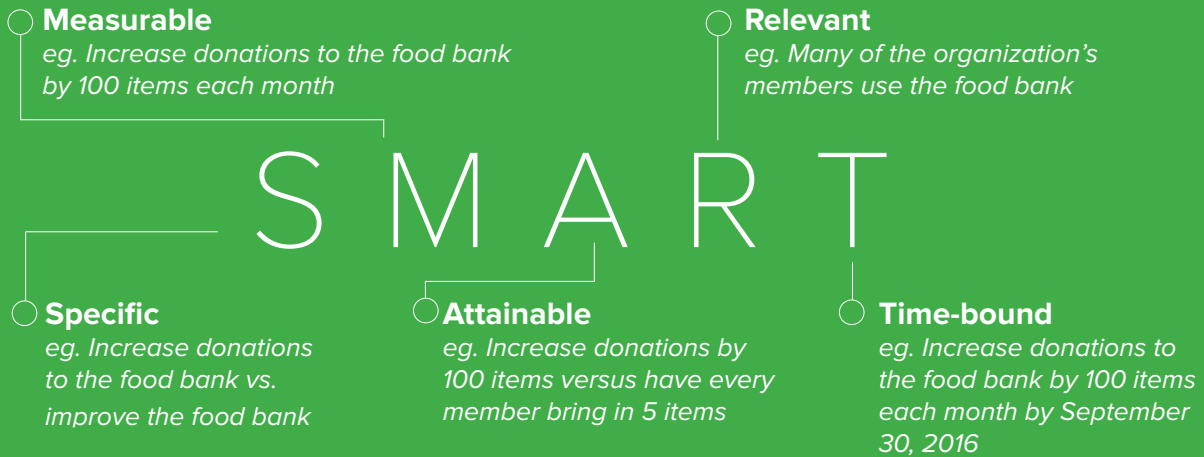 Measurable
eg. Increase donations to the food bank
by 100 items each month
Relevant
eg. Many of the organization’s
members use the food bank
S M A R T
Specific
eg. Increase donations
to the food bank vs.
improve the food bank
Attainable
eg. Increase donations by
100 items versus have every
member bring in 5 items
Time-bound
eg. Increase donations to
the food bank by 100 items
each month by September
30, 2016